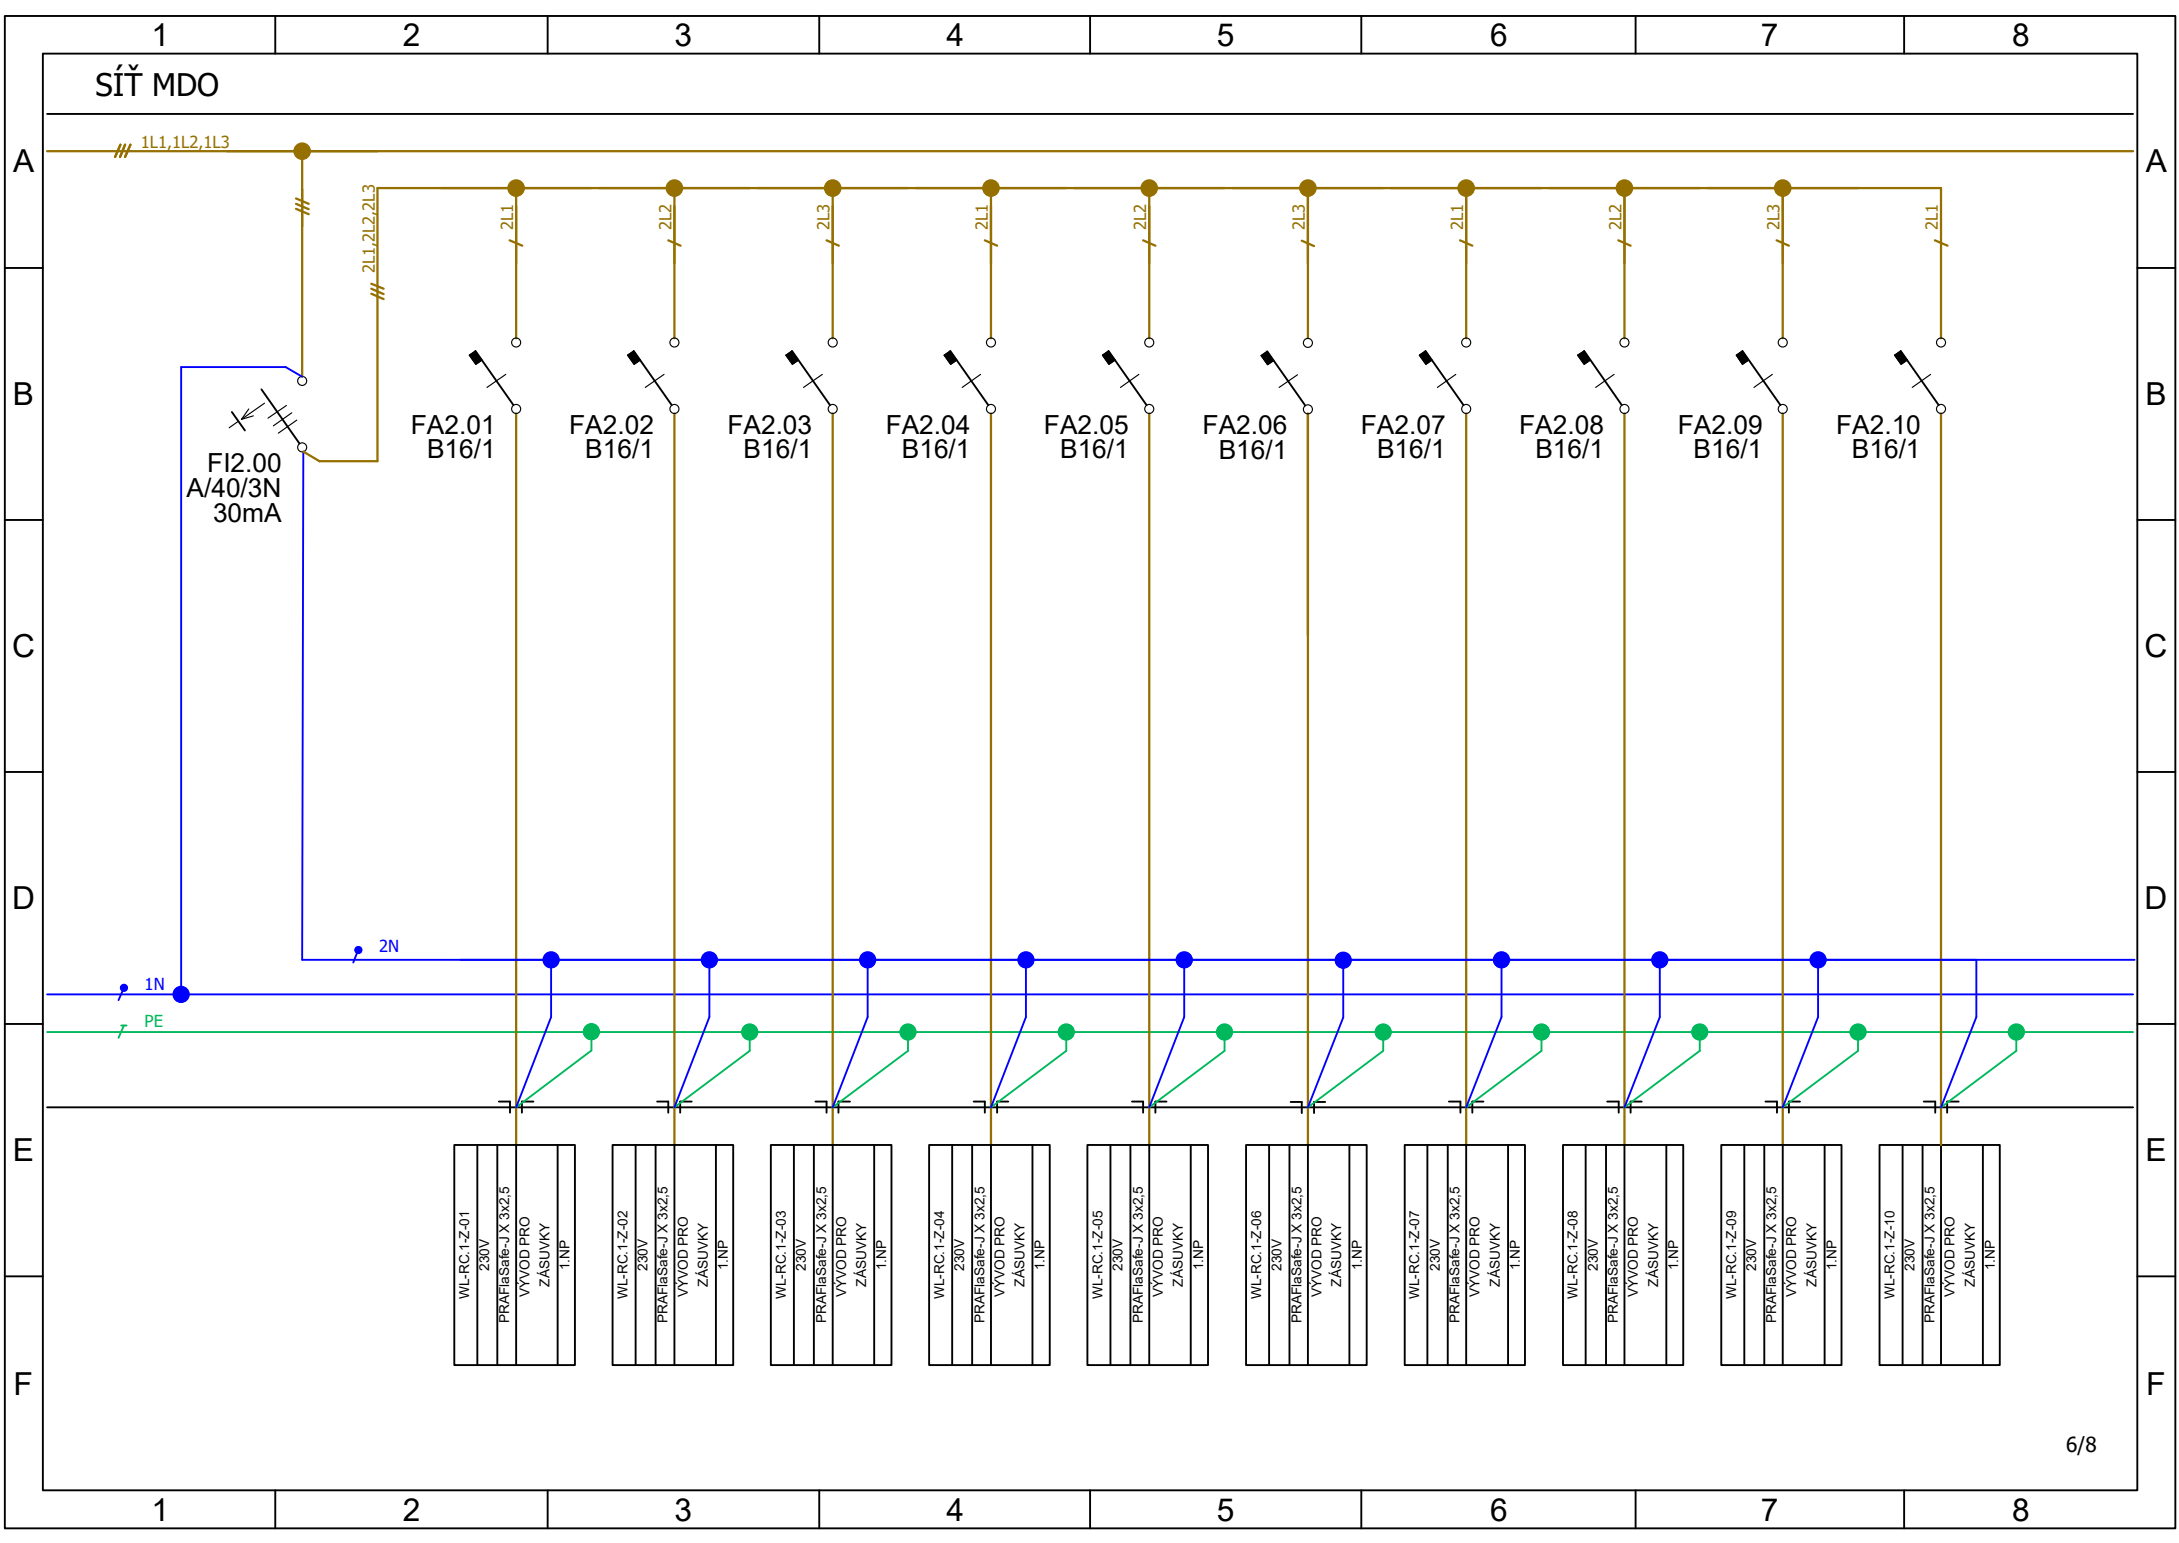 1 2 3 4 5 6 7 8
SÍŤ MDO
A A
1L1,1L2,1L3
2L1,2L2,2L3
2L1 2L2 2L3 2L1 2L2 2L3 2L1 2L2 2L3 2L1
B B
FA2.01 FA2.02 FA2.03 FA2.04 FA2.05 FA2.06 FA2.07 FA2.08 FA2.09 FA2.10
B16/1 B16/1 B16/1 B16/1 B16/1 B16/1 B16/1 B16/1 B16/1 B16/1
FI2.00
A/40/3N
30mA
C C
D D
2N
1N
PE
E E
WL-RC.1-Z-01
230V
PRAFlaSafe-J X 3x2,5
VÝVOD PRO
ZÁSUVKY
1.NP
WL-RC.1-Z-02
230V
PRAFlaSafe-J X 3x2,5
VÝVOD PRO
ZÁSUVKY
1.NP
WL-RC.1-Z-03
230V
PRAFlaSafe-J X 3x2,5
VÝVOD PRO
ZÁSUVKY
1.NP
WL-RC.1-Z-04
230V
PRAFlaSafe-J X 3x2,5
VÝVOD PRO
ZÁSUVKY
1.NP
WL-RC.1-Z-05
230V
PRAFlaSafe-J X 3x2,5
VÝVOD PRO
ZÁSUVKY
1.NP
WL-RC.1-Z-06
230V
PRAFlaSafe-J X 3x2,5
VÝVOD PRO
ZÁSUVKY
1.NP
WL-RC.1-Z-07
230V
PRAFlaSafe-J X 3x2,5
VÝVOD PRO
ZÁSUVKY
1.NP
WL-RC.1-Z-08
230V
PRAFlaSafe-J X 3x2,5
VÝVOD PRO
ZÁSUVKY
1.NP
WL-RC.1-Z-09
230V
PRAFlaSafe-J X 3x2,5
VÝVOD PRO
ZÁSUVKY
1.NP
WL-RC.1-Z-10
230V
PRAFlaSafe-J X 3x2,5
VÝVOD PRO
ZÁSUVKY
1.NP
F F
6/8
1 2 3 4 5 6 7 8